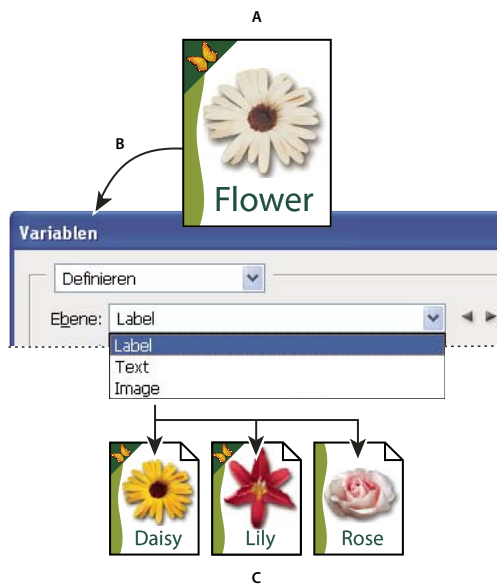 A
Flower
B
Variablen
Definieren
Ebene: Label
Label
Text
Image
Daisy
Lily
Rose
C